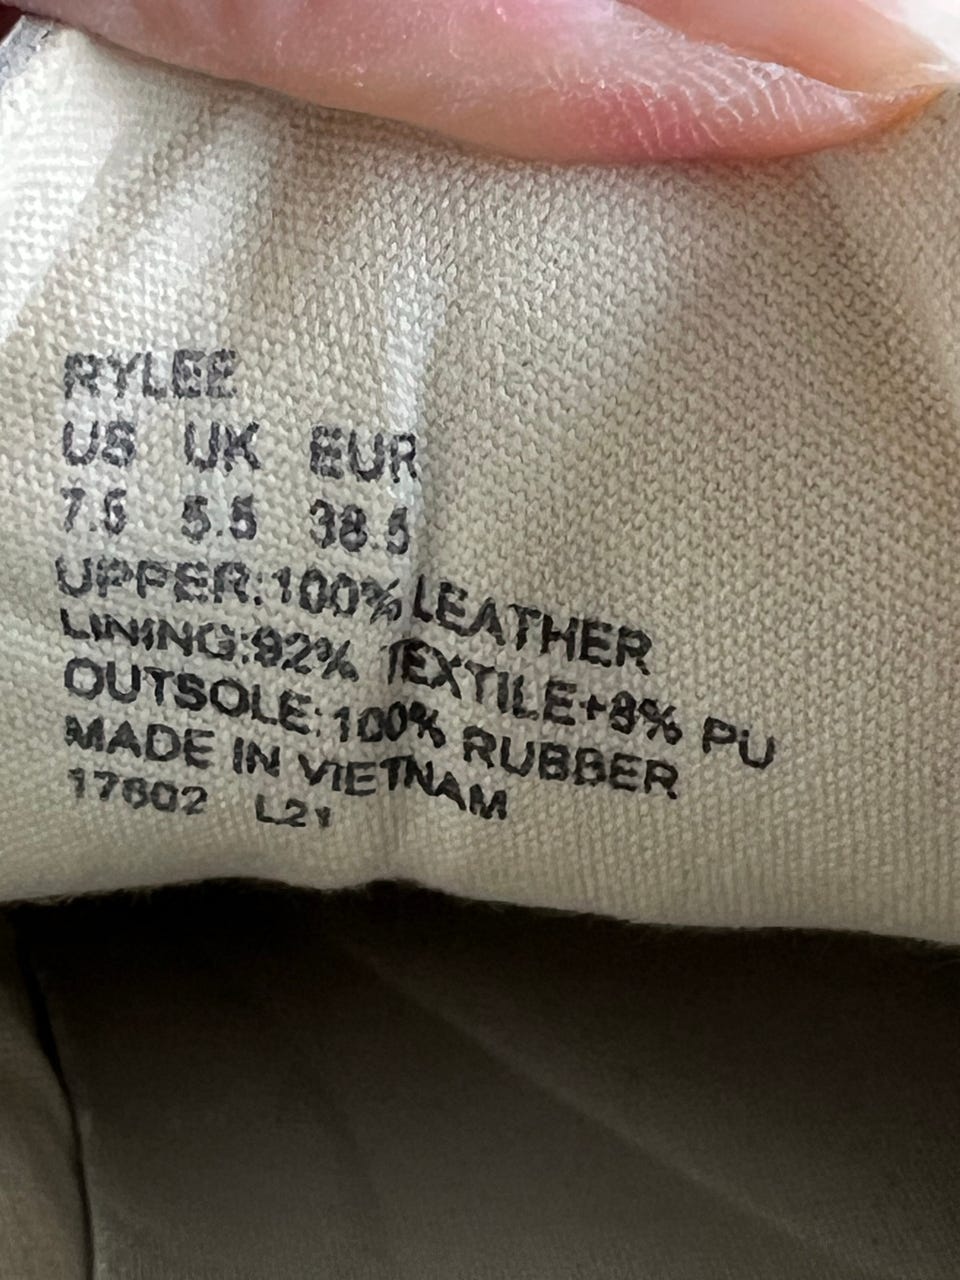 RYLEE
US UK EUR
7.5 5.5 38.5
UPPER:100% LEATHER
LINING:92% TEXTILE+8% PU
OUTSOLE:100% RUBBER
MADE IN VIETNAM
L21